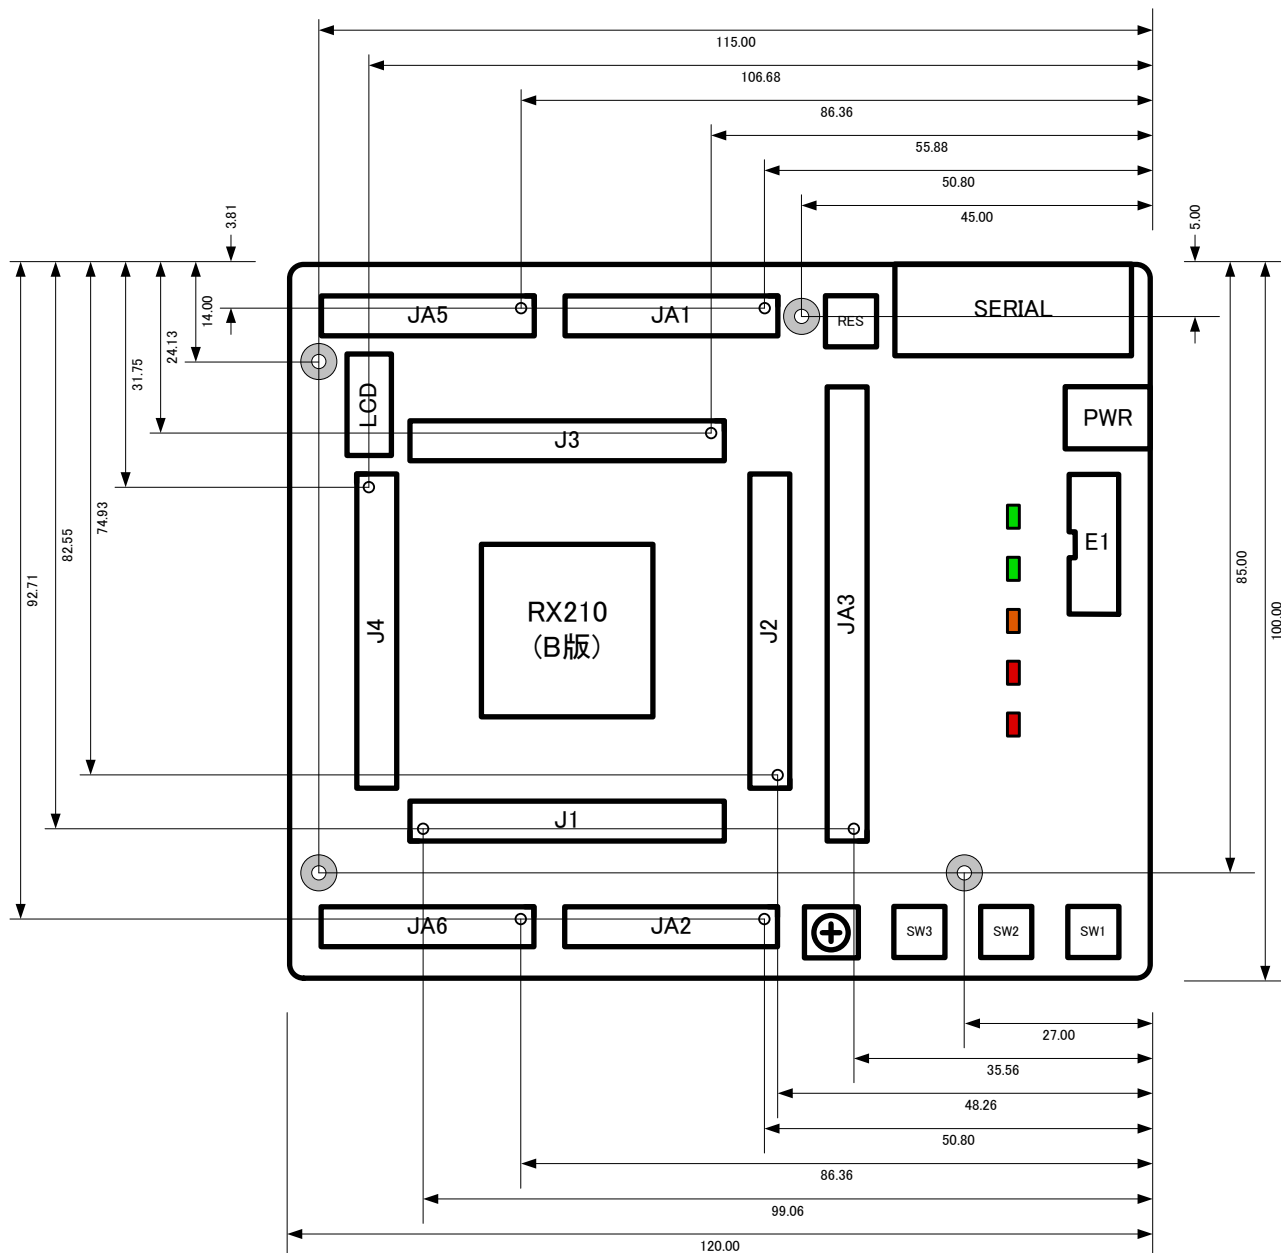 115.00
106.68
86.36
55.88
50.80
45.00
3.81
5.00
14.00
24.13
31.75
74.93
82.55
92.71
85.00
100.00
JA5
JA1
RES
SERIAL
LCD
J3
PWR
J4
RX210
(B版)
J2
JA3
E1
J1
JA6
JA2
SW3
SW2
SW1
27.00
35.56
48.26
50.80
86.36
99.06
120.00